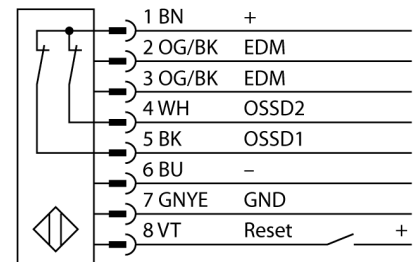 1 BN +
2 OG/BK EDM
3 OG/BK EDM
4 WH OSSD2
5 BK OSSD1
6 BU –
7 GNYE GND
8 VT Reset +